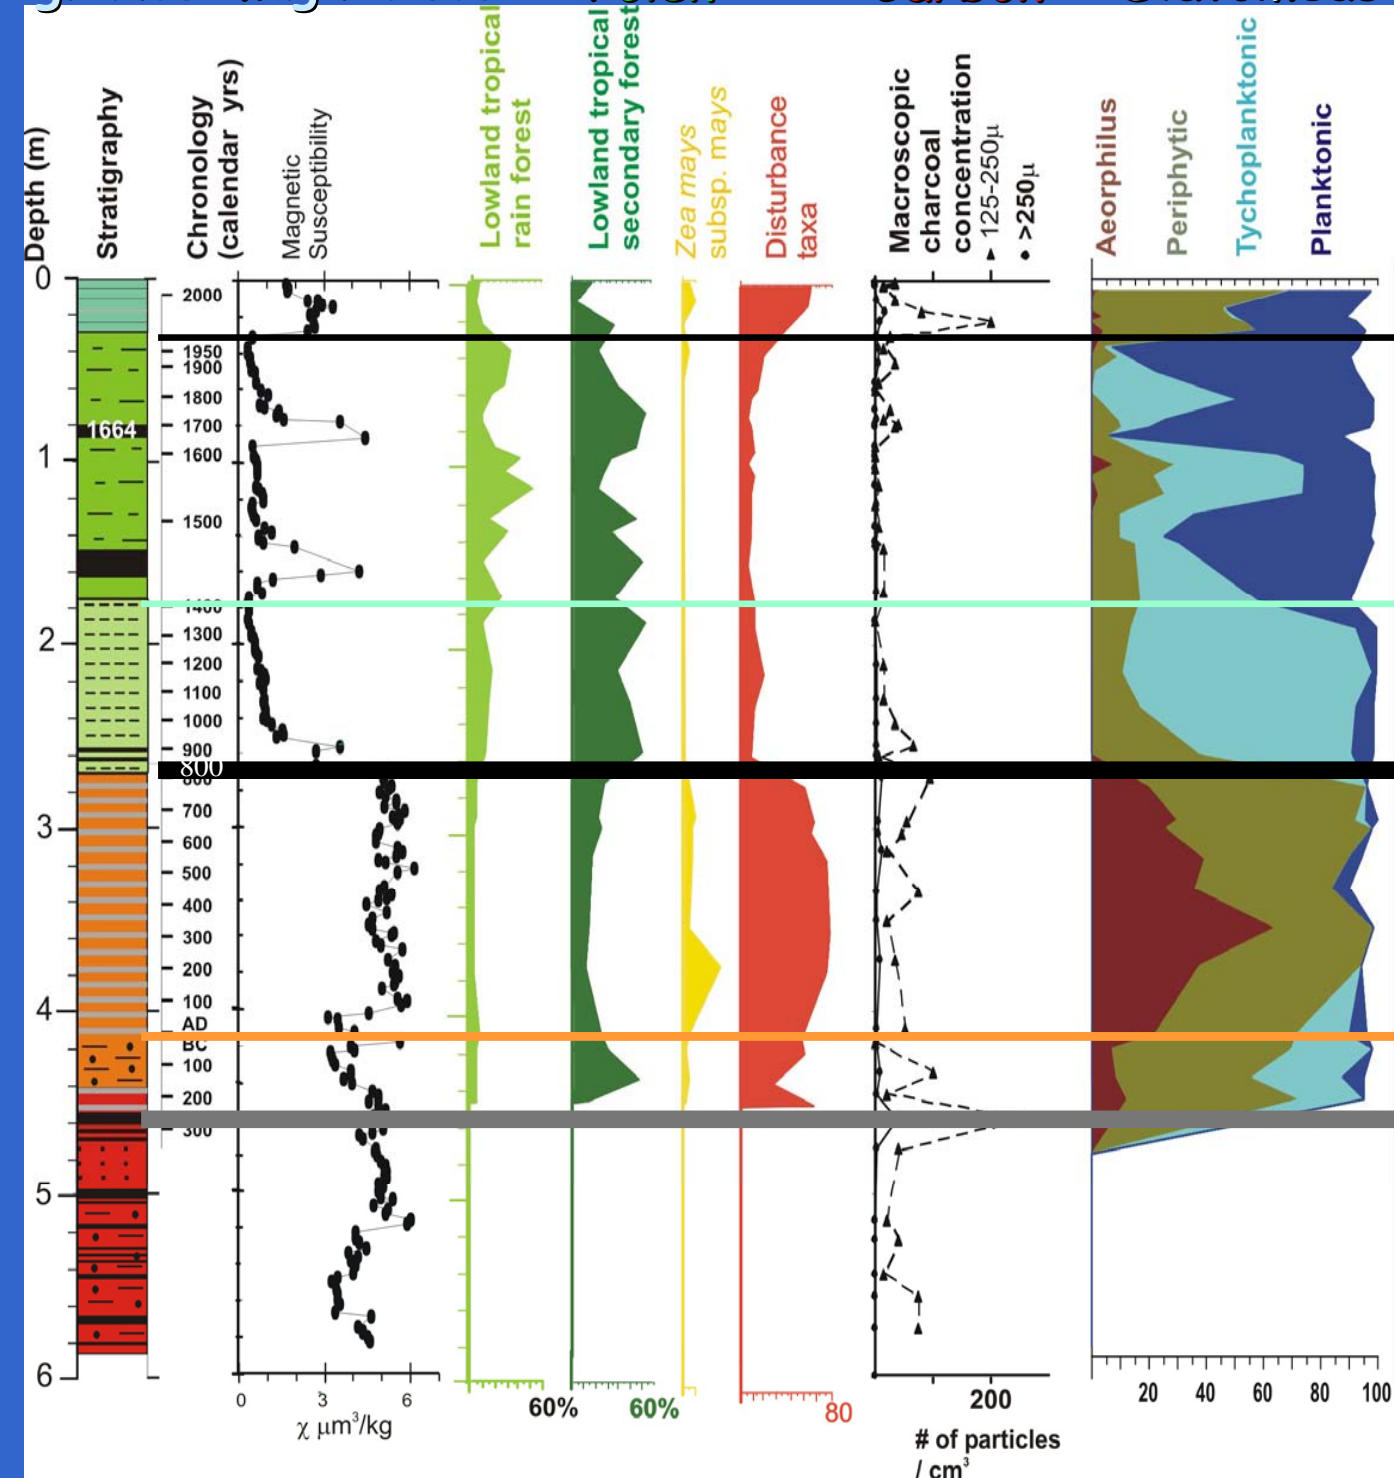 Pollen
Carbon
Depth (m)
Stratigraphy
Chronology
(calendar yrs)
Magnetic
Susceptibility
Lowland tropical
rain forest
Lowland tropical
secondary forest
Zea mays
subsp. mays
Disturbance
taxa
Macroscopic
charcoal
concentration
▲ 125-250µ
• >250µ
Aeorphilus
Periphytic
Tychoplanktonic
Planktonic
0
1
2
3
4
5
6
1664
2000
1950
1900
1800
1700
1600
1500
1400
1300
1200
1100
1000
900
800
800
700
600
500
400
300
200
100
AD
BC
100
200
300
0 3 6
χ µm³/kg
60%
60%
80
200
# of particles
/ cm³
20 40 60 80 100